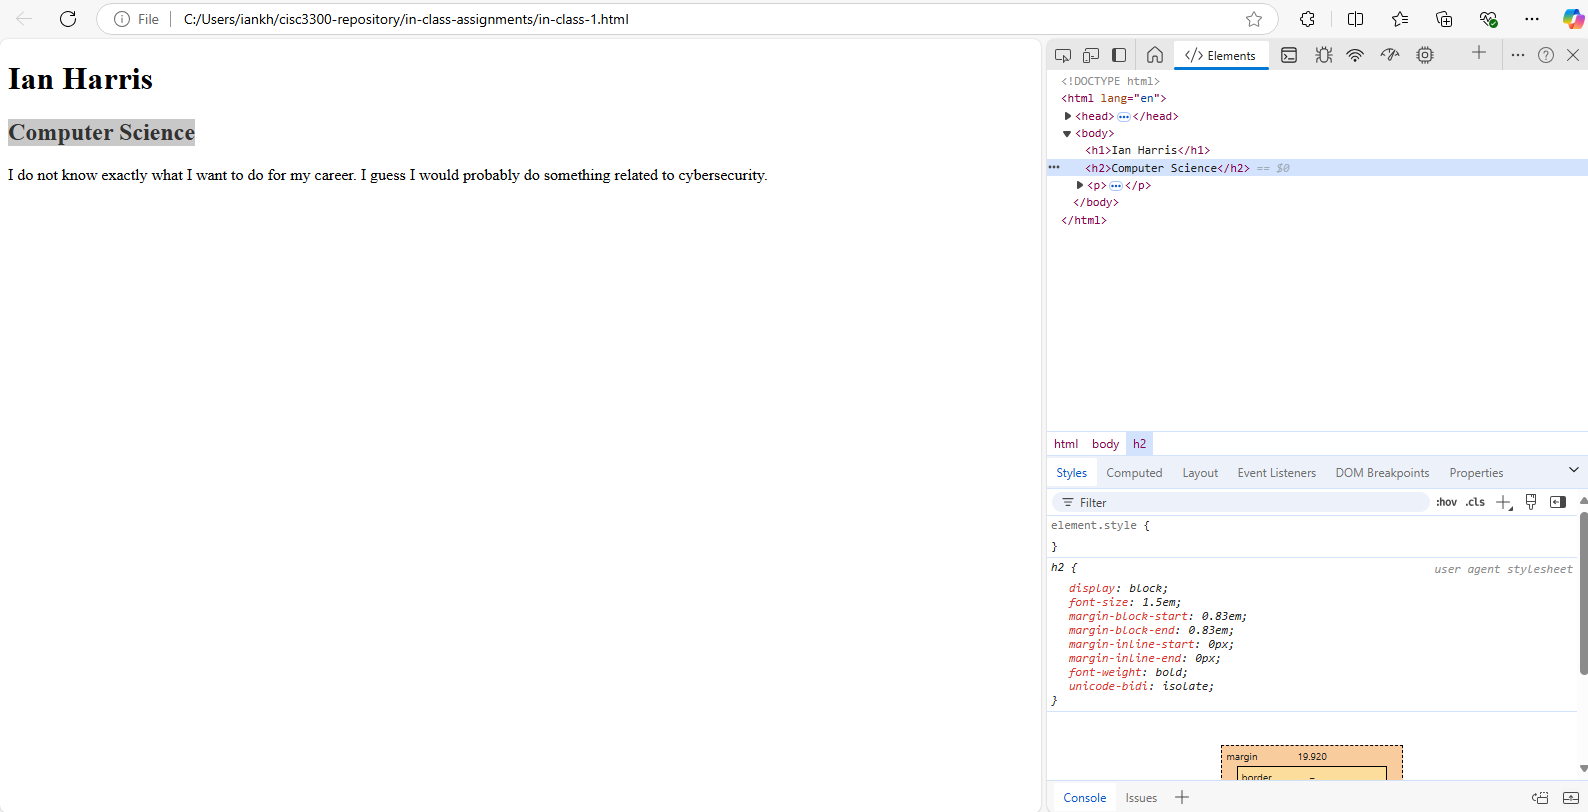 File
C:/Users/iankh/cisc3300-repository/in-class-assignments/in-class-1.html
Ian Harris
Computer Science
I do not know exactly what I want to do for my career. I guess I would probably do something related to cybersecurity.
Elements
<!DOCTYPE html>
<html lang="en">
<head>…</head>
<body>
<h1>Ian Harris</h1>
<h2>Computer Science</h2> == $0
<p>…</p>
</body>
</html>
html body h2
Styles Computed Layout Event Listeners DOM Breakpoints Properties
Filter :hov .cls
element.style {
}
h2 { user agent stylesheet
display: block;
font-size: 1.5em;
margin-block-start: 0.83em;
margin-block-end: 0.83em;
margin-inline-start: 0px;
margin-inline-end: 0px;
font-weight: bold;
unicode-bidi: isolate;
}
margin 19.920
border –
Console Issues